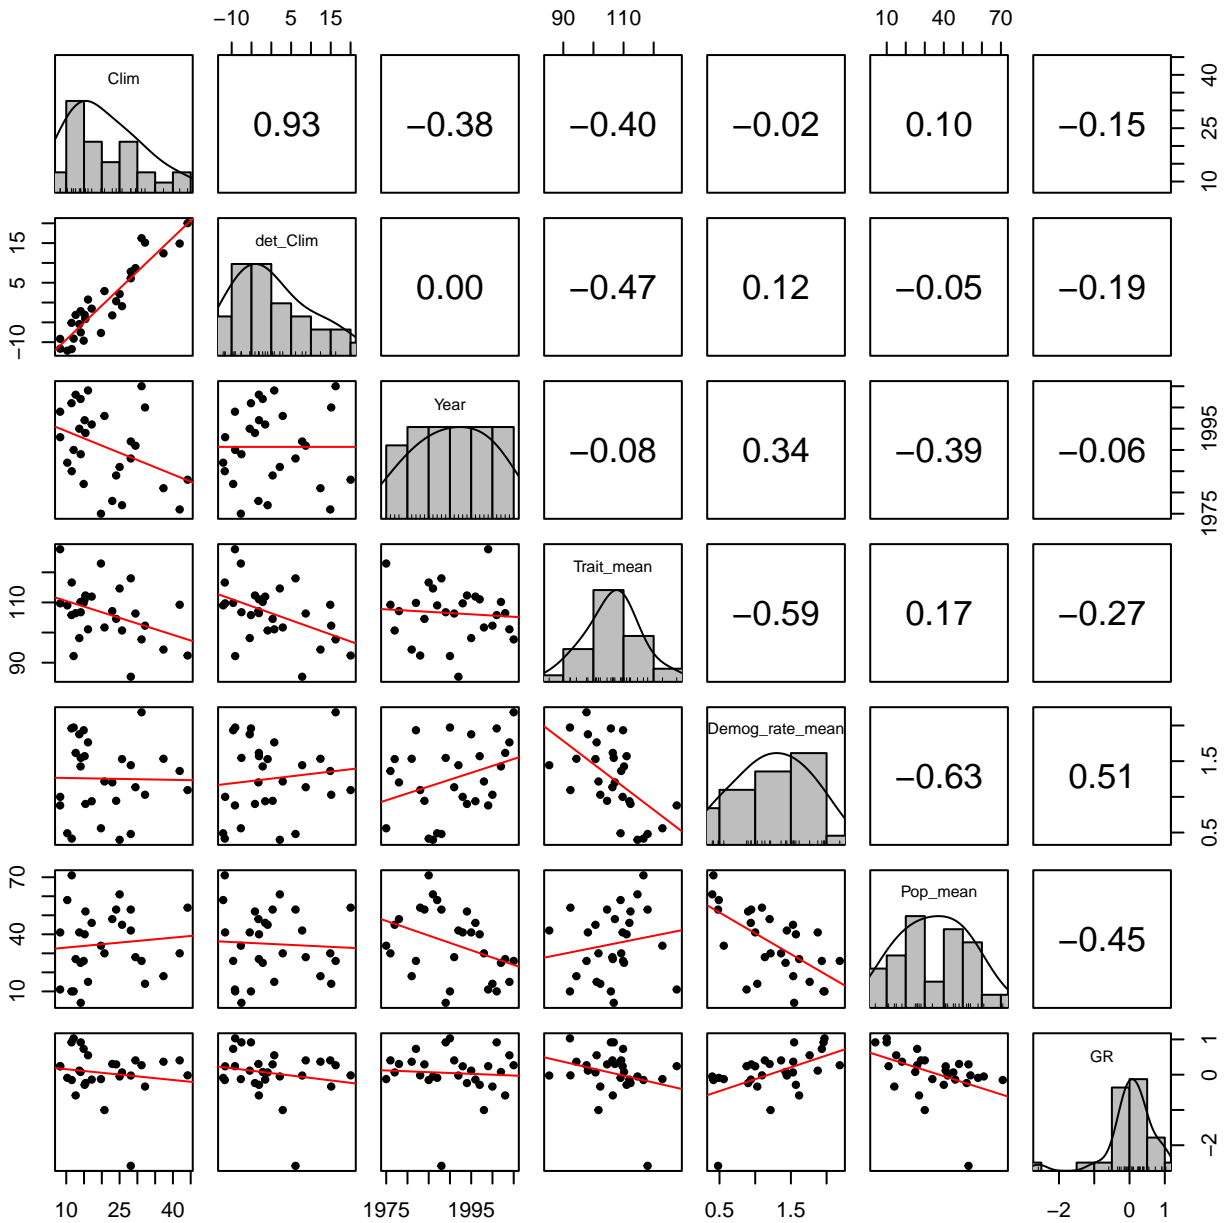 −10 5 15 90 110 10 40 70
Clim 0.93 −0.38 −0.40 −0.02 0.10 −0.15 10 25 40
−10 5 15 det_Clim 0.00 −0.47 0.12 −0.05 −0.19
Year −0.08 0.34 −0.39 −0.06 1975 1995
90 110 Trait_mean −0.59 0.17 −0.27
Demog_rate_mean −0.63 0.51 0.5 1.5
10 40 70 Pop_mean −0.45
GR −2 0 1
10 25 40 1975 1995 0.5 1.5 −2 0 1